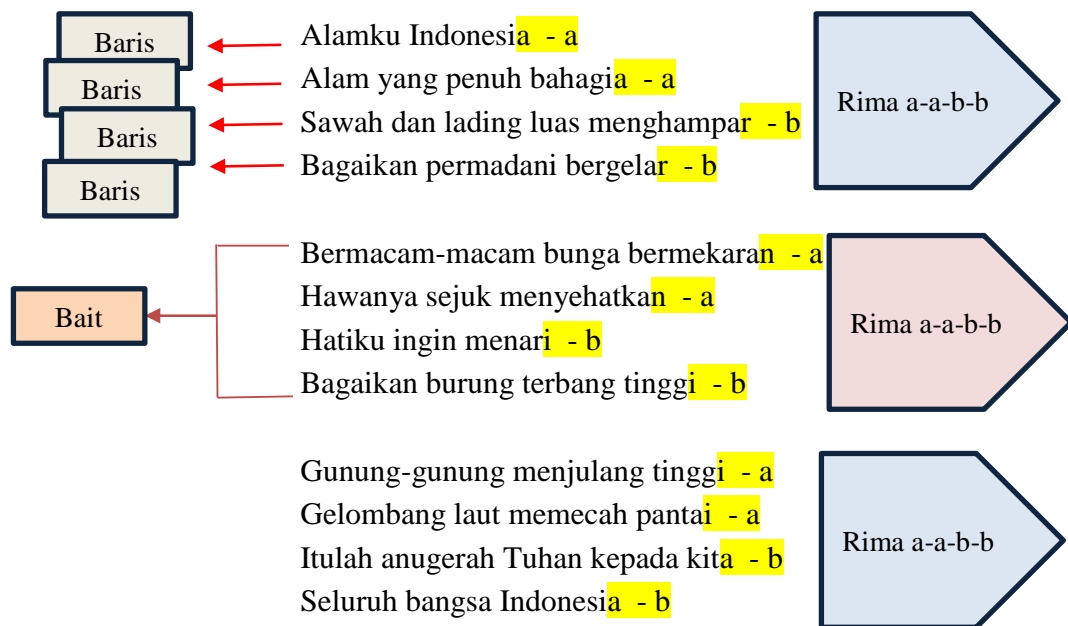 Baris
Alamku Indonesia - a
Baris
Alam yang penuh bahagia - a
Baris
Sawah dan lading luas menghampar - b
Baris
Bagaikan permadani bergelar - b
Rima a-a-b-b
Bait
Bermacam-macam bunga bermekaran - a
Hawanya sejuk menyehatkan - a
Hatiku ingin menari - b
Bagaikan burung terbang tinggi - b
Rima a-a-b-b
Gunung-gunung menjulang tinggi - a
Gelombang laut memecah pantai - a
Itulah anugerah Tuhan kepada kita - b
Seluruh bangsa Indonesia - b
Rima a-a-b-b